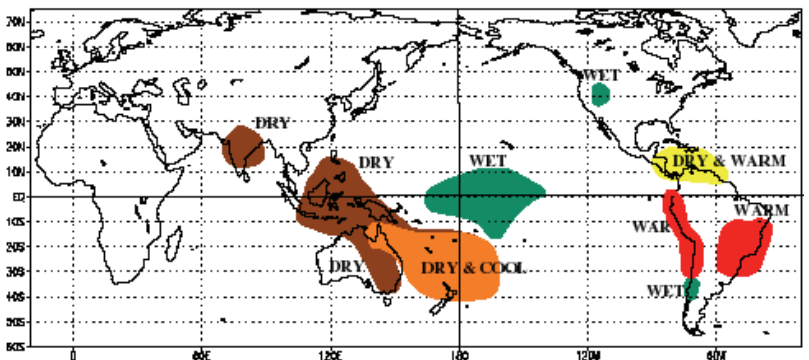 70N
60N
50N
WET
40N
30N
DRY
20N
DRY
WET
DRY & WARM
10N
EQ
WARM
10S
WAR
20S
DRY
DRY & COOL
30S
WET
40S
50S
60S
0 60E 120E 180 120W 60W